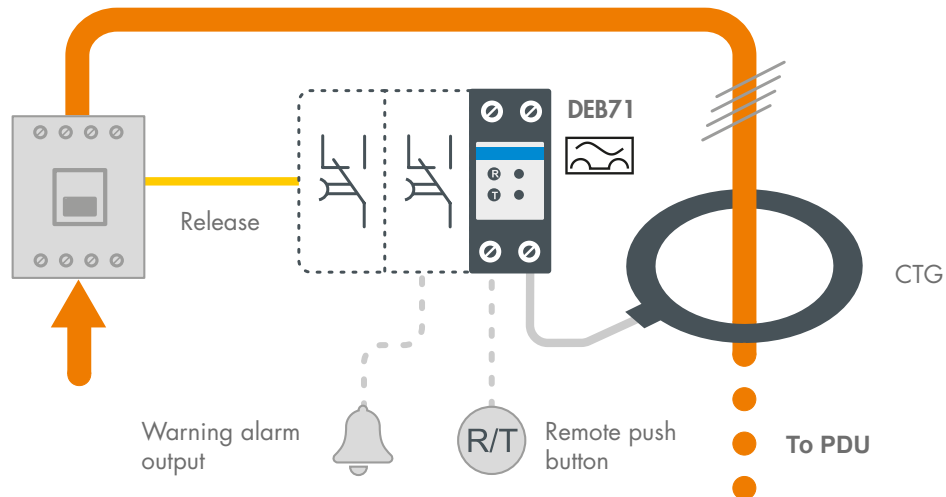 DEB71
R
T
Release
CTG
Warning alarm
output
R/T
Remote push
button
To PDU